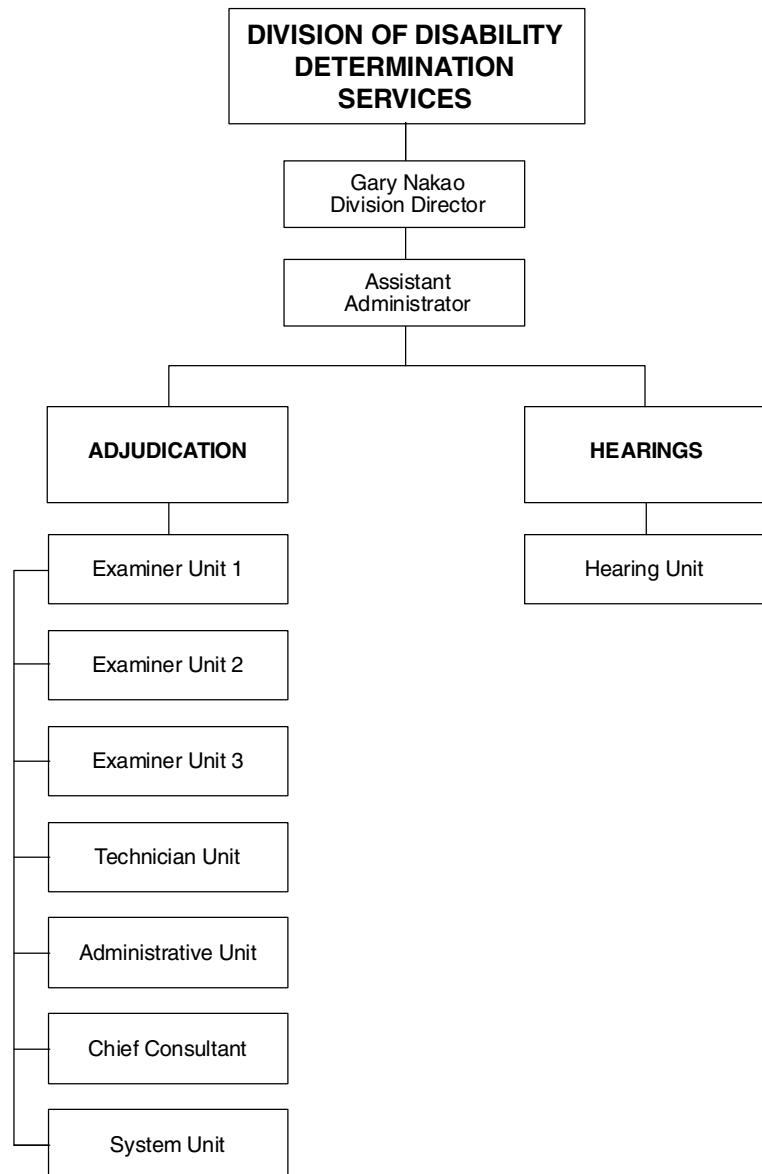 DIVISION OF DISABILITY
DETERMINATION
SERVICES
Gary Nakao
Division Director
Assistant
Administrator
ADJUDICATION
HEARINGS
Examiner Unit 1
Hearing Unit
Examiner Unit 2
Examiner Unit 3
Technician Unit
Administrative Unit
Chief Consultant
System Unit